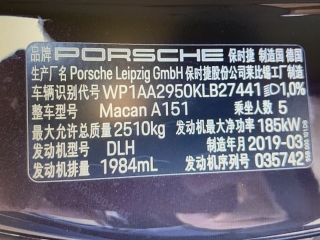 品牌 PORSCHE 保时捷 制造国 德国
生产厂名 Porsche Leipzig GmbH 保时捷股份公司莱比锡工厂制造
车辆识别代号 WP1AA2950KLB27441 1,0%
整车型号 Macan A151 乘坐人数 5
最大允许总质量 2510kg 发动机最大净功率 185kW
发动机型号 DLH 制造年月 2019-03
发动机排量 1984mL 发动机序列号 035742